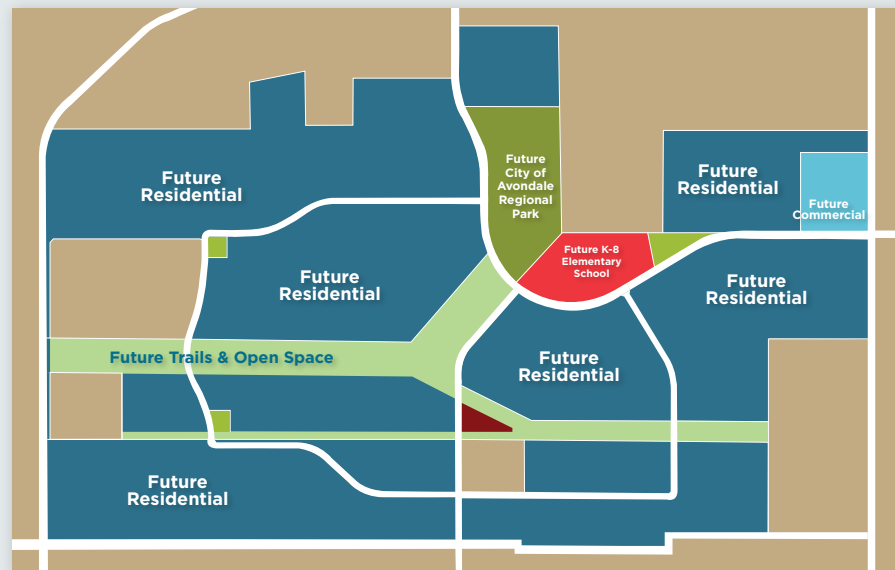 Future
Residential
Future
City of
Avondale
Regional
Park
Future
Residential
Future
Commercial
Future K-8
Elementary
School
Future
Residential
Future
Residential
Future Trails & Open Space
Future
Residential
Future
Residential